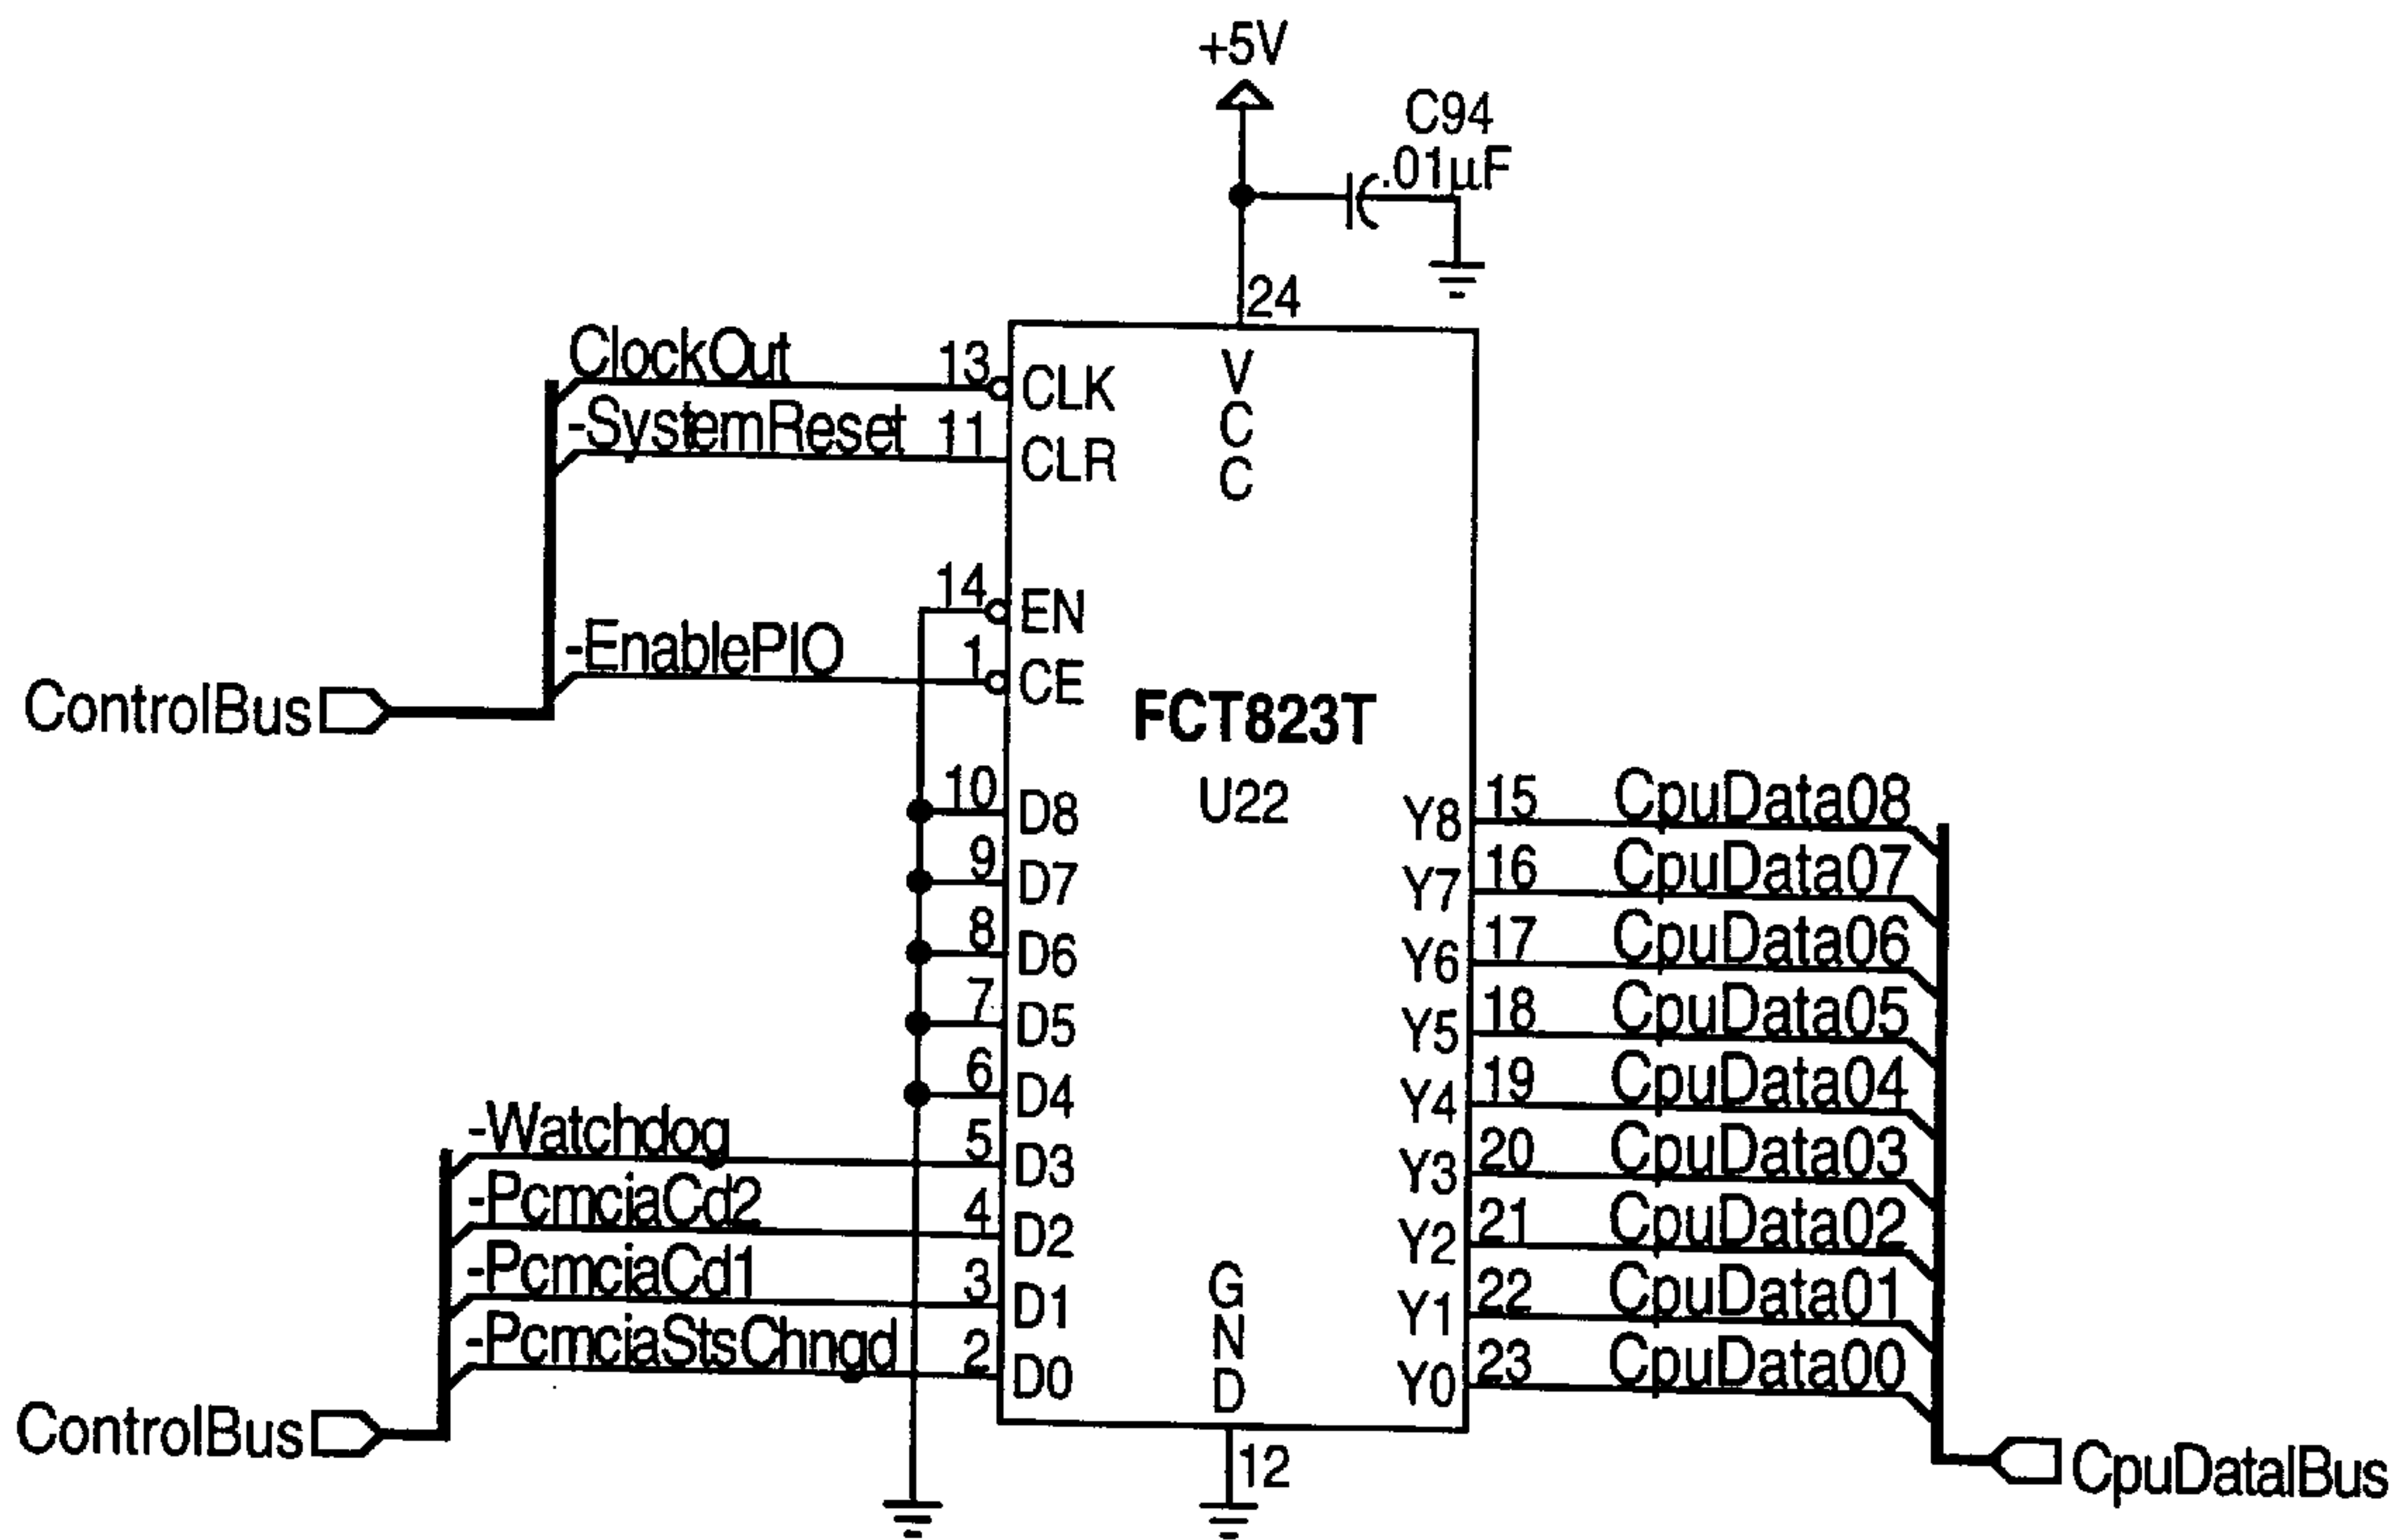 +5V
C94
.01µF
24
ClockOut 13 CLK
-SystemReset 11 CLR
VCC
14 EN
-EnablePIO 1 CE
ControlBus
FCT823T
U22
10 D8
9 D7
8 D6
7 D5
6 D4
-Watchdog 5 D3
-PcmciaCd2 4 D2
-PcmciaCd1 3 D1
-PcmciaStsChngd 2 D0
ControlBus
GND
12
Y8 15 CpuData08
Y7 16 CpuData07
Y6 17 CpuData06
Y5 18 CpuData05
Y4 19 CpuData04
Y3 20 CpuData03
Y2 21 CpuData02
Y1 22 CpuData01
Y0 23 CpuData00
CpuDatalBus